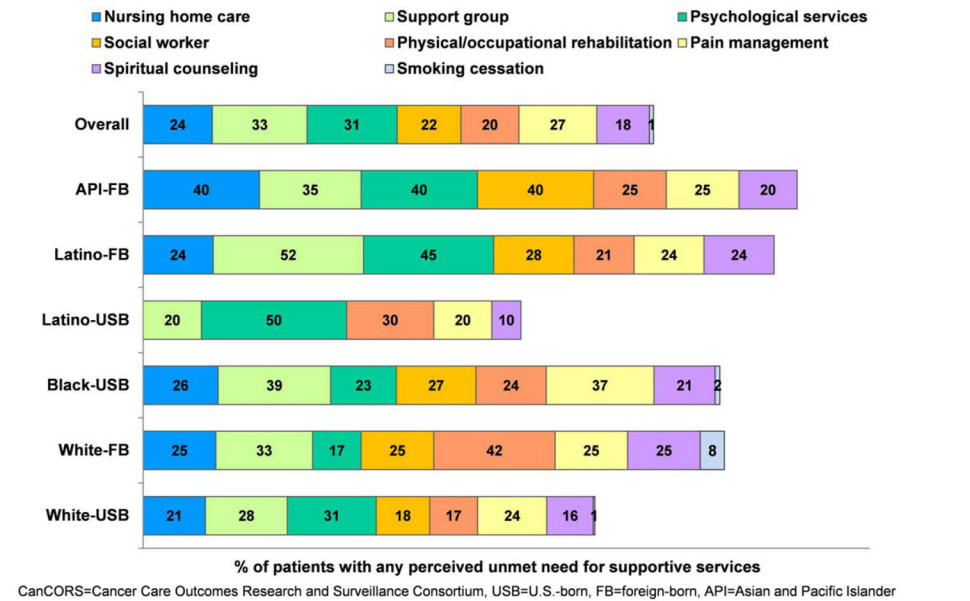 Nursing home care Support group Psychological services
Social worker Physical/occupational rehabilitation Pain management
Spiritual counseling Smoking cessation
Overall 24 33 31 22 20 27 18 1
API-FB 40 35 40 40 25 25 20
Latino-FB 24 52 45 28 21 24 24
Latino-USB 20 50 30 20 10
Black-USB 26 39 23 27 24 37 21 2
White-FB 25 33 17 25 42 25 25 8
White-USB 21 28 31 18 17 24 16 1
% of patients with any perceived unmet need for supportive services
CanCORS=Cancer Care Outcomes Research and Surveillance Consortium, USB=U.S.-born, FB=foreign-born, API=Asian and Pacific Islander